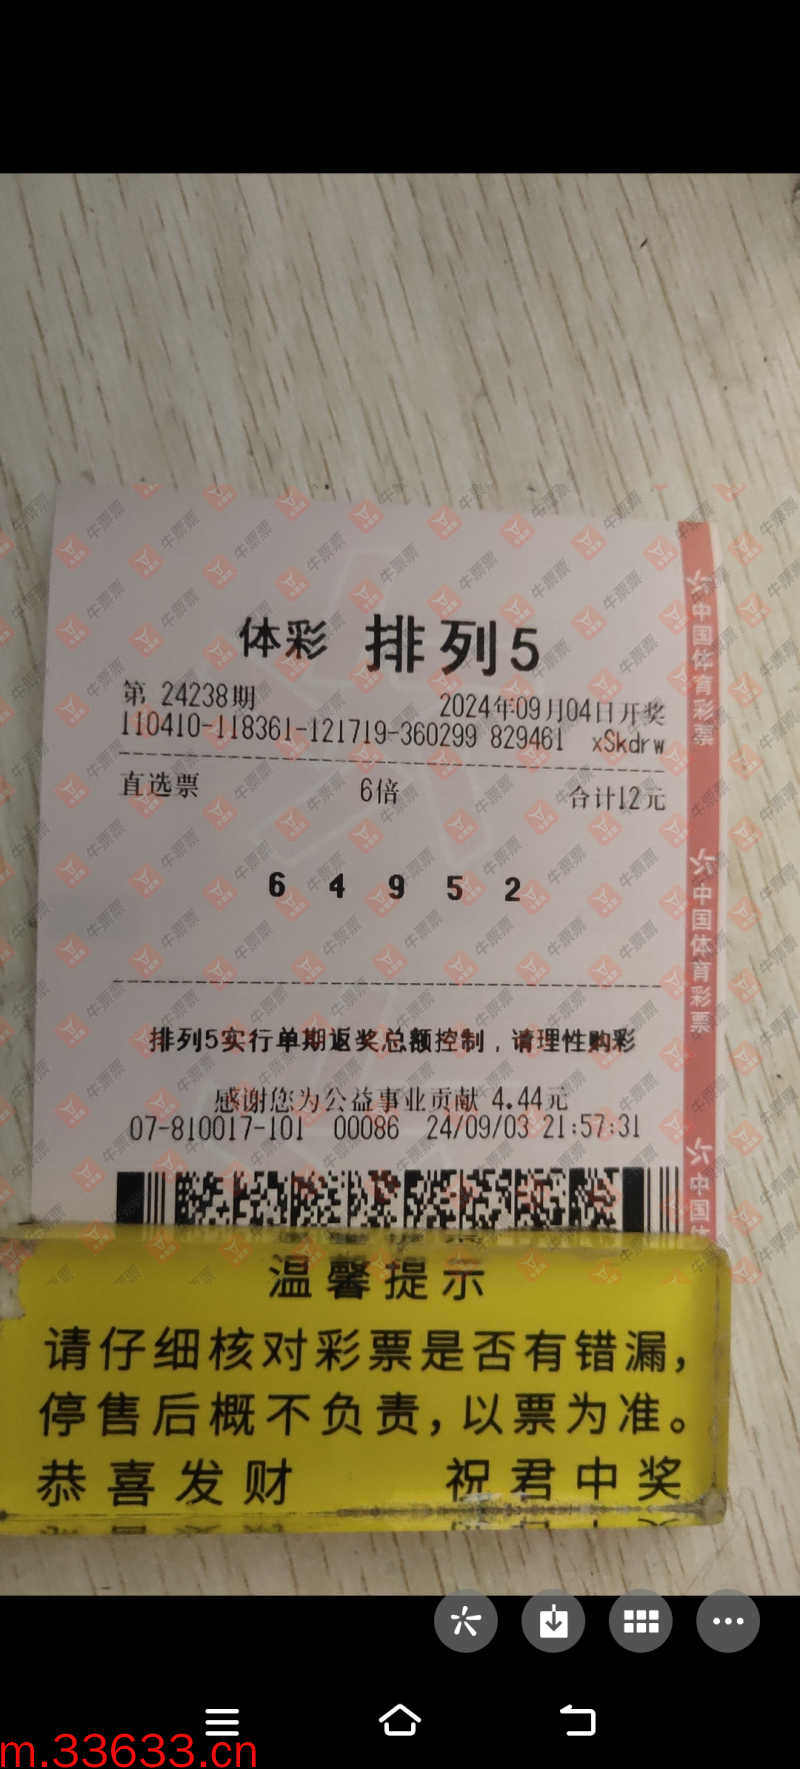 体彩 排列5
第 24238期 2024年09月04日开奖
110410-118361-121719-360299 829461 xSkdrw
直选票 6倍 合计12元
6 4 9 5 2
排列5实行单期返奖总额控制，请理性购彩
感谢您为公益事业贡献 4.44元
07-810017-101 00086 24/09/03 21:57:31
中国体育彩票
中国体育彩票
中国体
牛票票
温馨提示
请仔细核对彩票是否有错漏，
停售后概不负责，以票为准。
恭喜发财 祝君中奖
m.33633.cn